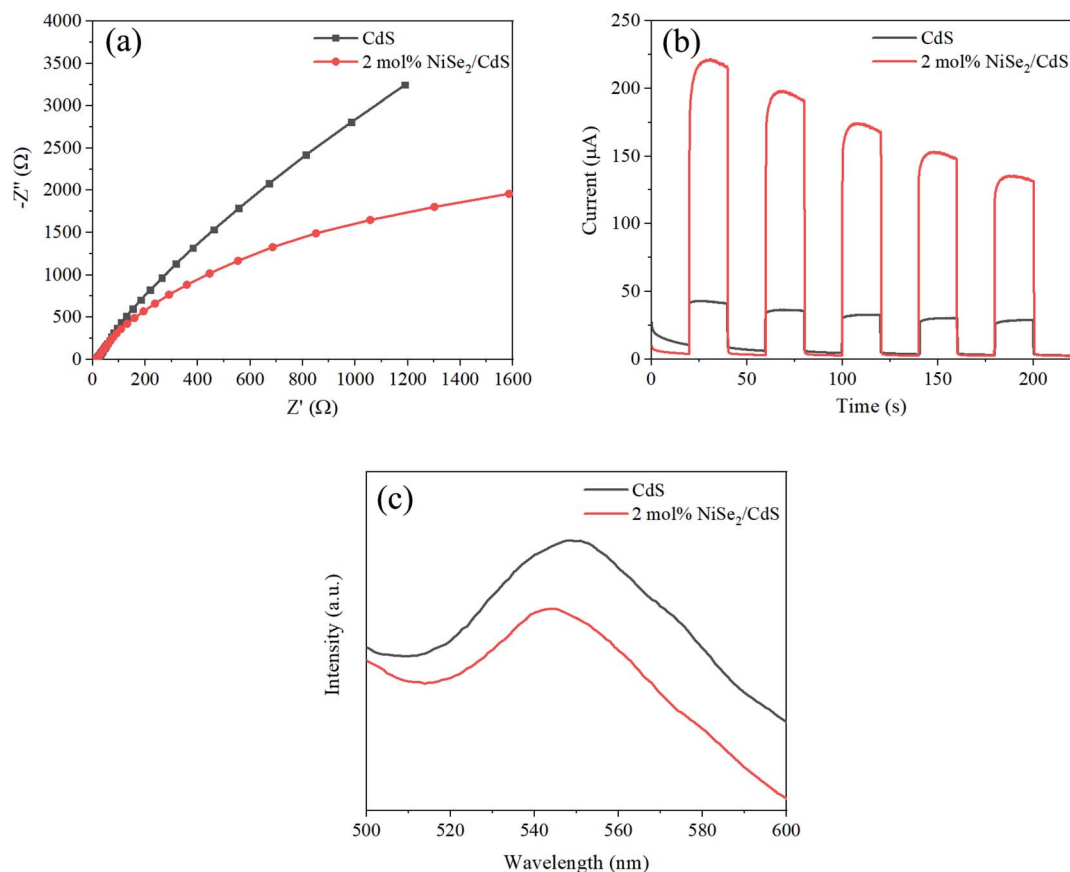 (a)
CdS
2 mol% NiSe₂/CdS
4000
3500
3000
2500
2000
1500
1000
500
0
-Z'' (Ω)
0 200 400 600 800 1000 1200 1400 1600
Z' (Ω)
(b)
CdS
2 mol% NiSe₂/CdS
250
200
150
100
50
0
Current (μA)
0 50 100 150 200
Time (s)
(c)
CdS
2 mol% NiSe₂/CdS
Intensity (a.u.)
500 520 540 560 580 600
Wavelength (nm)